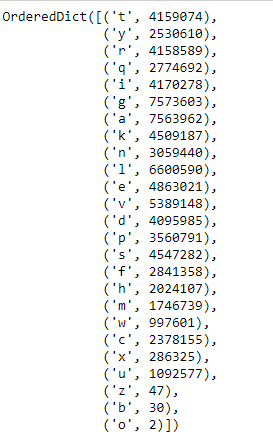 OrderedDict([('t', 4159074),
('y', 2530610),
('r', 4158589),
('q', 2774692),
('i', 4170278),
('g', 7573603),
('a', 7563962),
('k', 4509187),
('n', 3059440),
('l', 6600590),
('e', 4863021),
('v', 5389148),
('d', 4095985),
('p', 3560791),
('s', 4547282),
('f', 2841358),
('h', 2024107),
('m', 1746739),
('w', 997601),
('c', 2378155),
('x', 286325),
('u', 1092577),
('z', 47),
('b', 30),
('o', 2)])